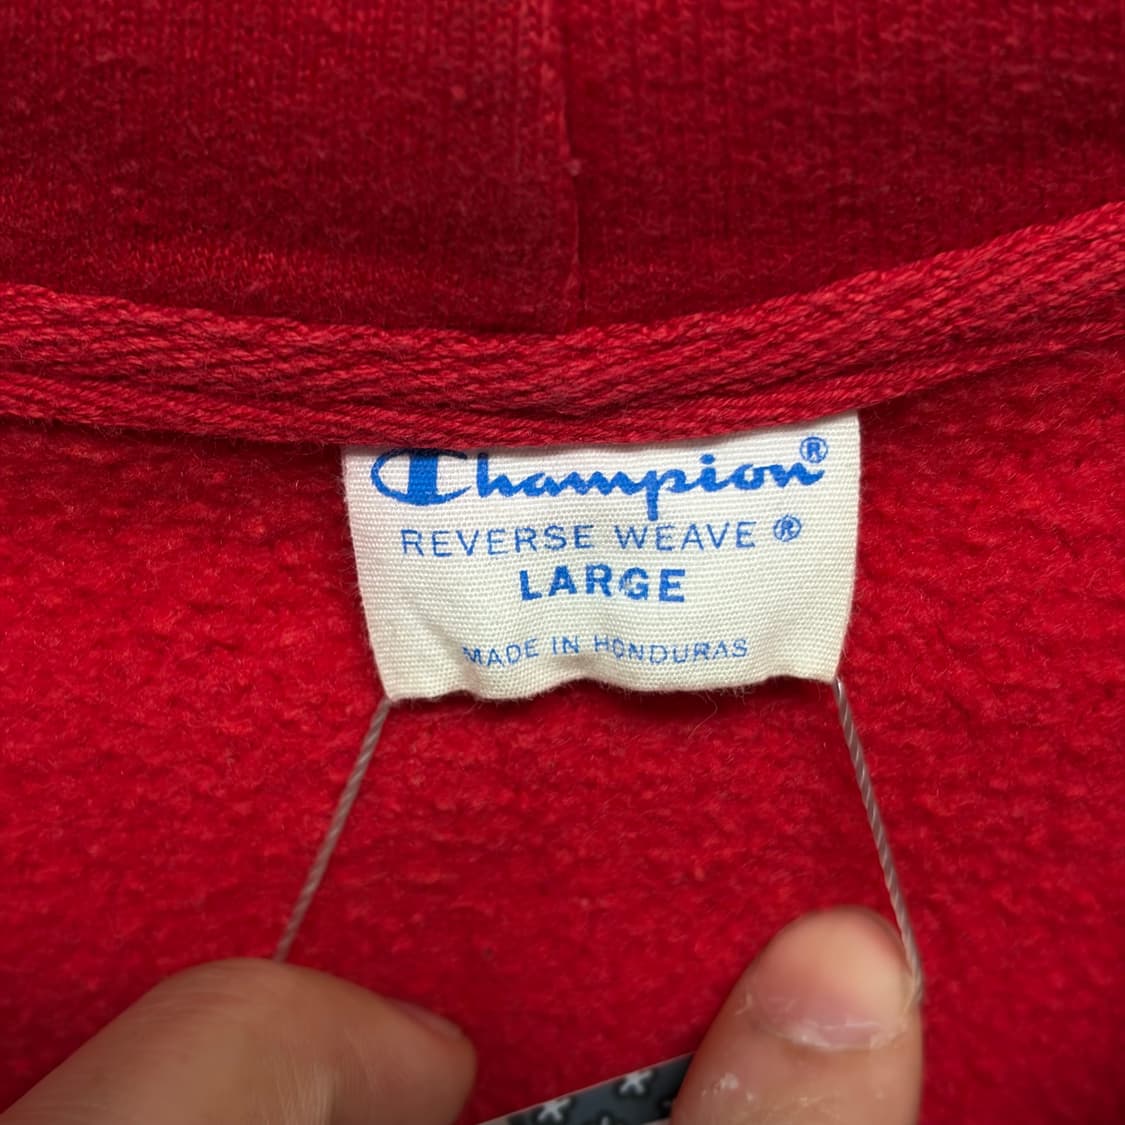 Champion®
REVERSE WEAVE ®
LARGE
MADE IN HONDURAS